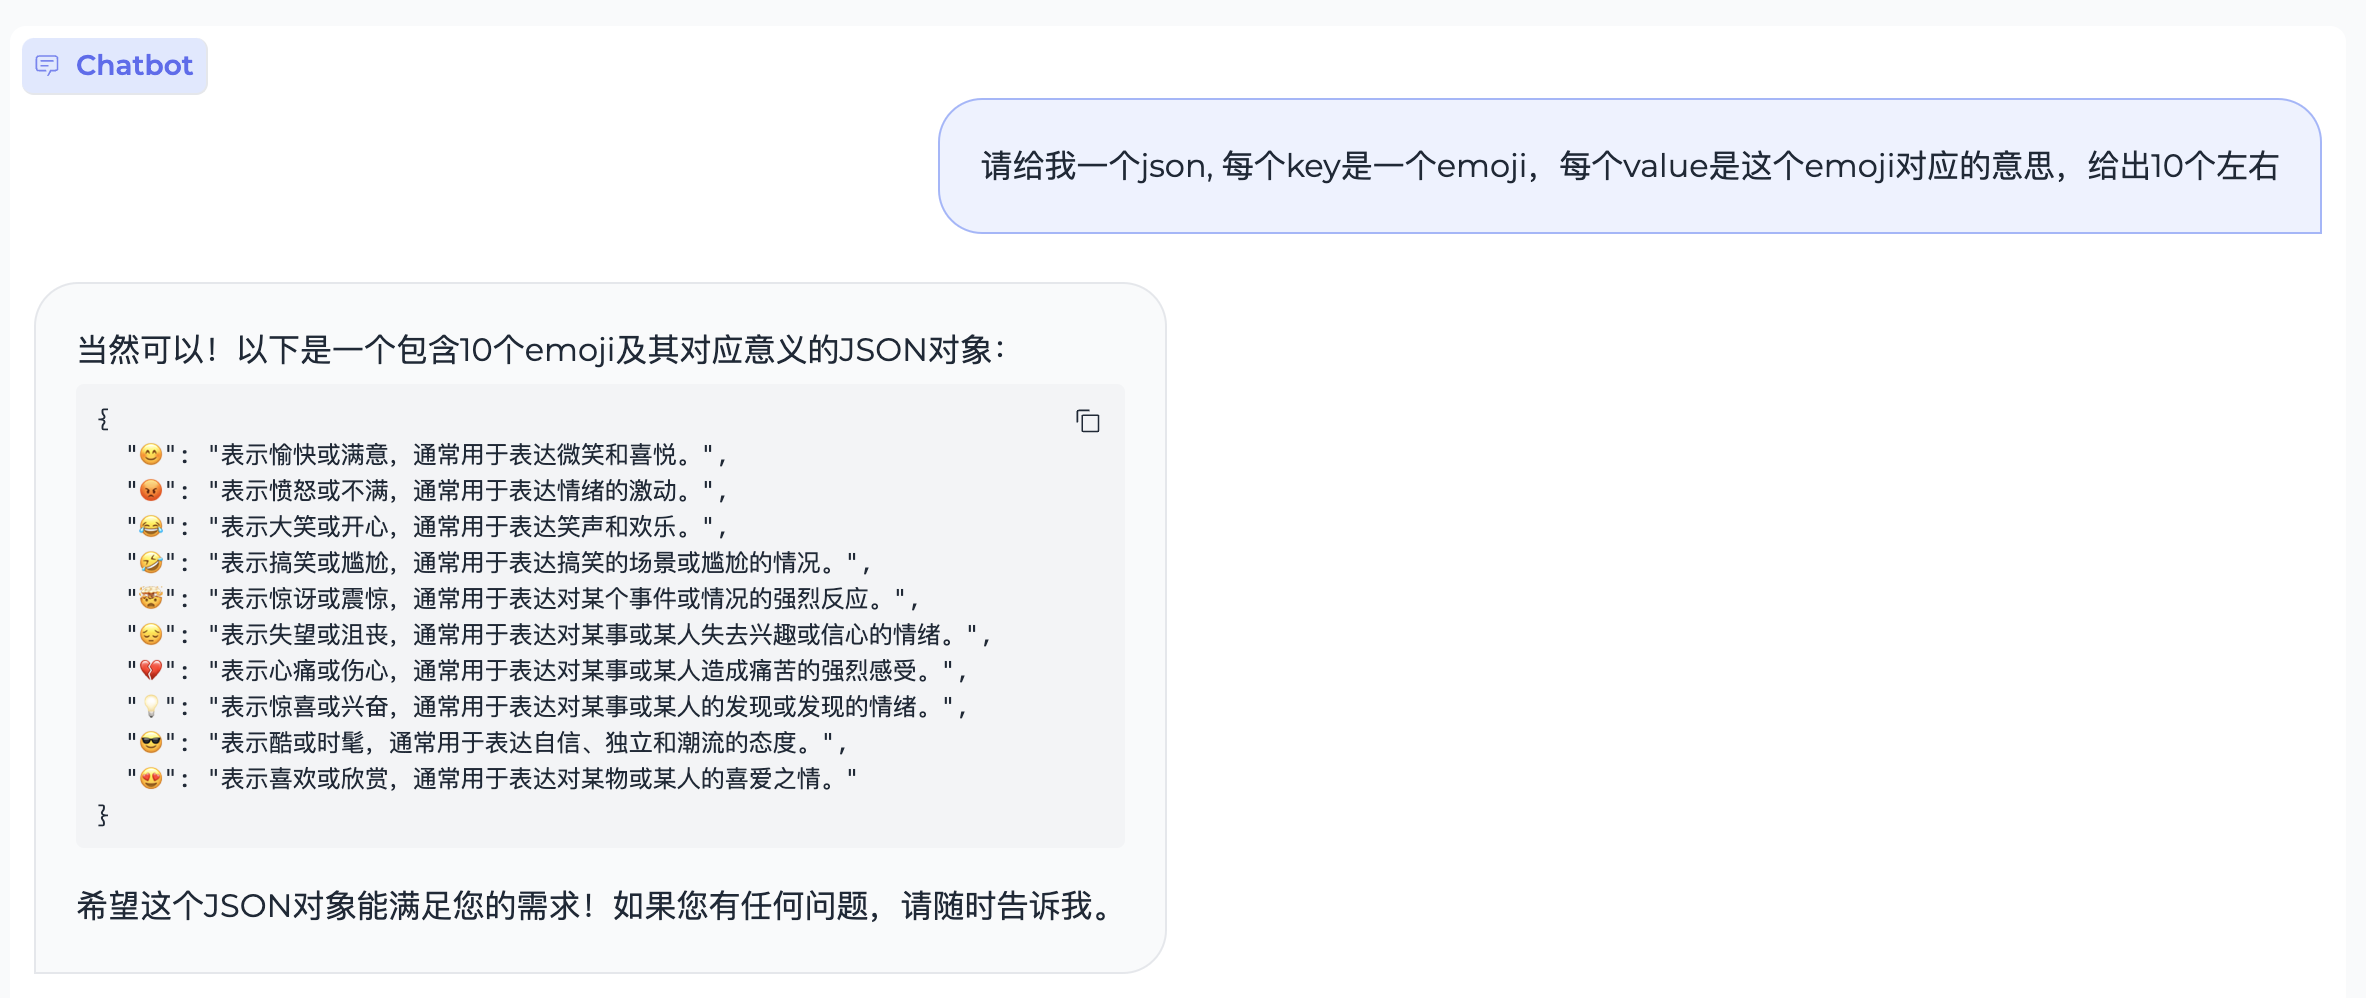 Chatbot
请给我一个json, 每个key是一个emoji，每个value是这个emoji对应的意思，给出10个左右
当然可以！以下是一个包含10个emoji及其对应意义的JSON对象：
{
  "😊": "表示愉快或满意，通常用于表达微笑和喜悦。",
  "😡": "表示愤怒或不满，通常用于表达情绪的激动。",
  "😂": "表示大笑或开心，通常用于表达笑声和欢乐。",
  "🤣": "表示搞笑或尴尬，通常用于表达搞笑的场景或尴尬的情况。",
  "🤯": "表示惊讶或震惊，通常用于表达对某个事件或情况的强烈反应。",
  "😔": "表示失望或沮丧，通常用于表达对某事或某人失去兴趣或信心的情绪。",
  "💔": "表示心痛或伤心，通常用于表达对某事或某人造成痛苦的强烈感受。",
  "💡": "表示惊喜或兴奋，通常用于表达对某事或某人的发现或发现的情绪。",
  "😎": "表示酷或时髦，通常用于表达自信、独立和潮流的态度。",
  "😍": "表示喜欢或欣赏，通常用于表达对某物或某人的喜爱之情。"
}
希望这个JSON对象能满足您的需求！如果您有任何问题，请随时告诉我。